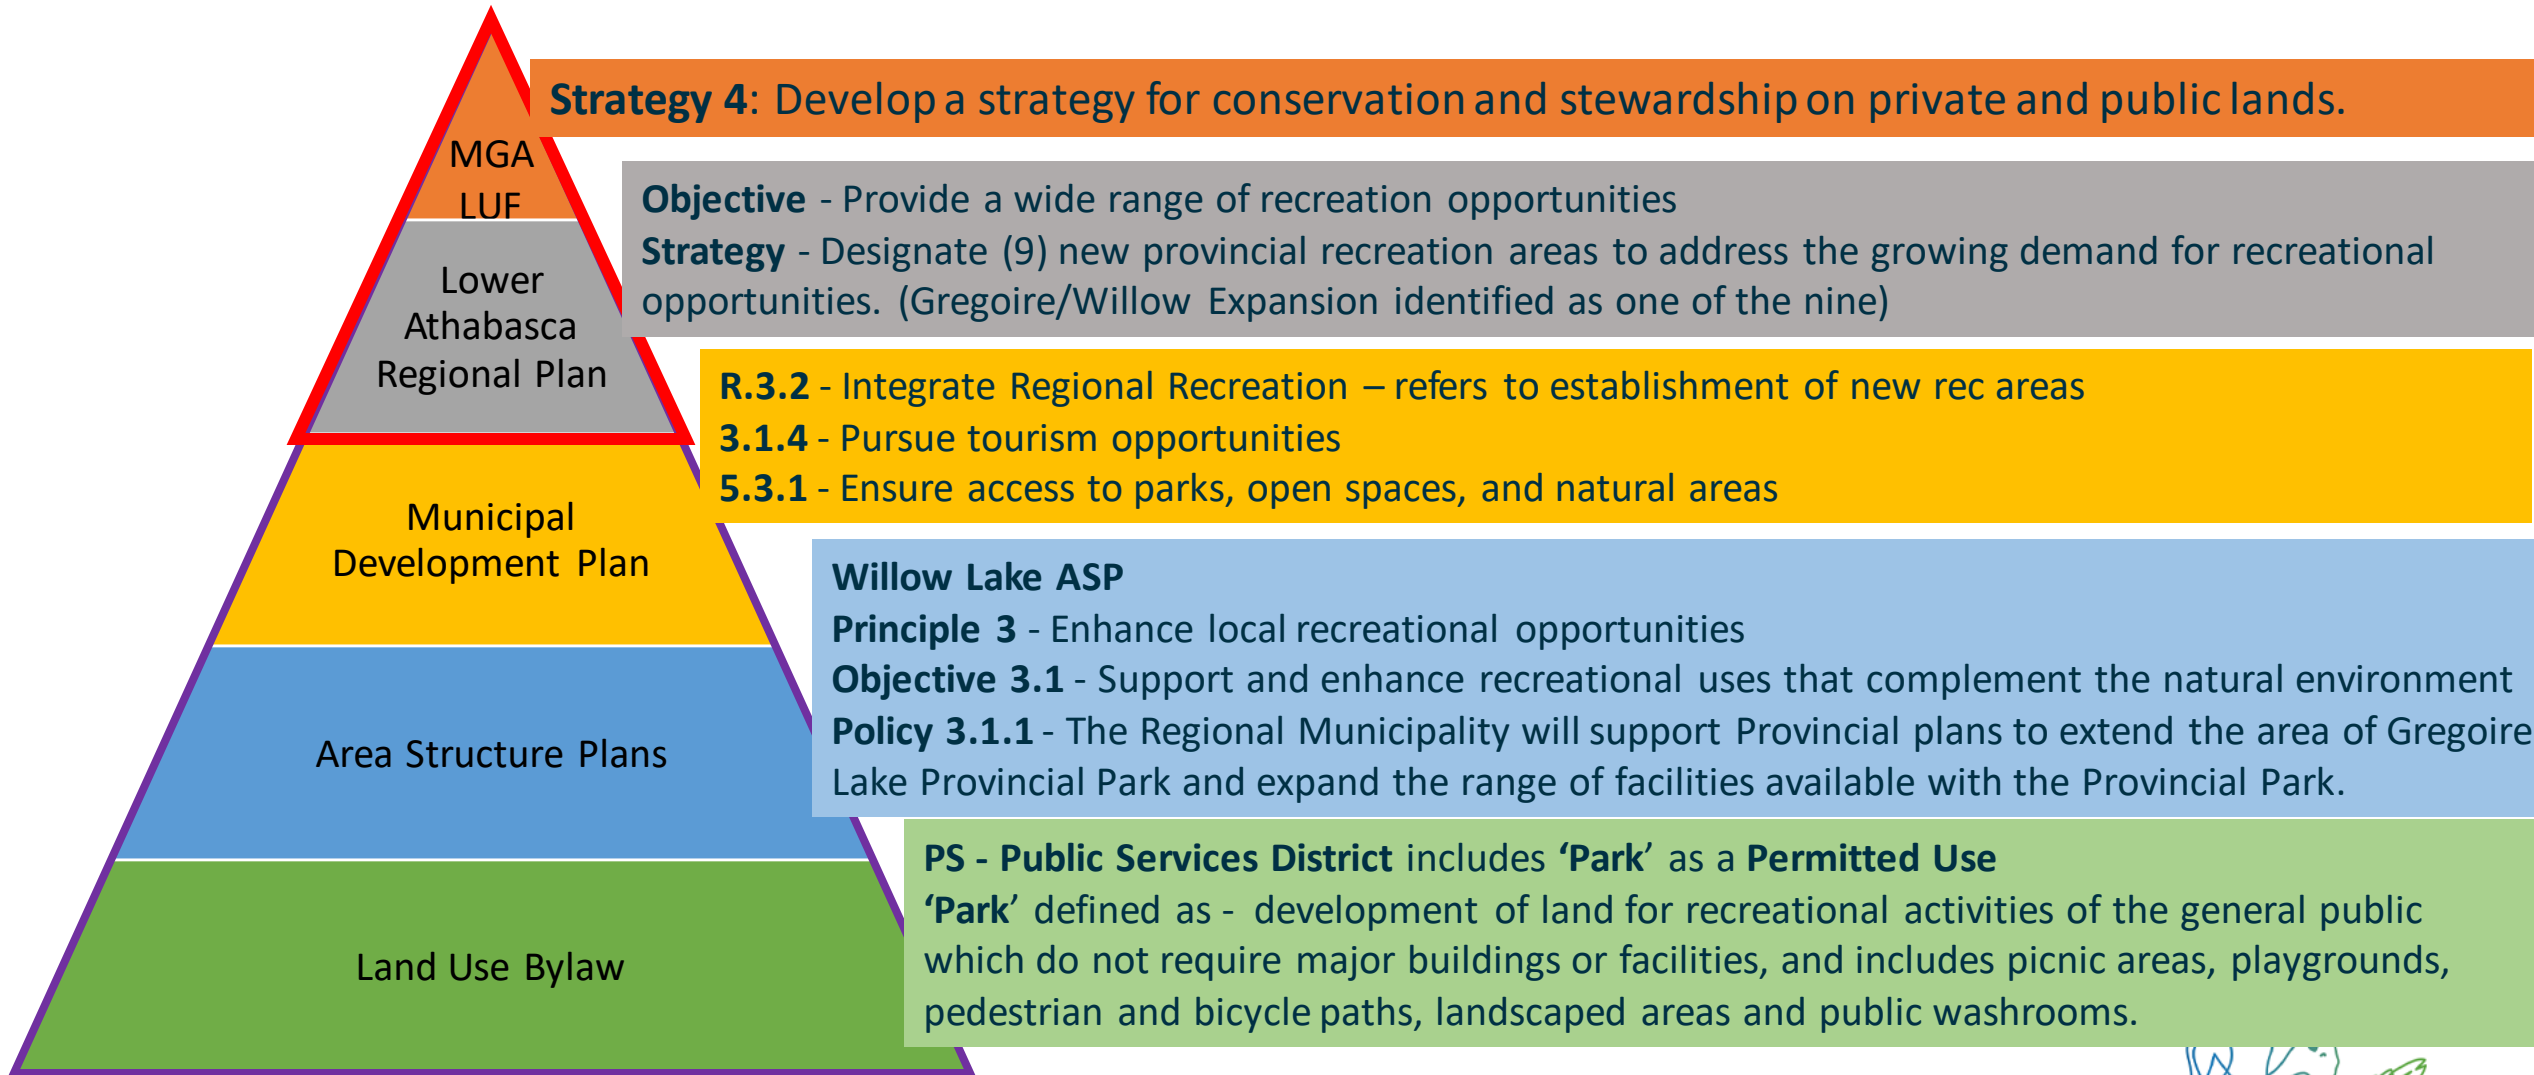 MGA
LUF
Strategy 4: Develop a strategy for conservation and stewardship on private and public lands.
Lower
Athabasca
Regional Plan
Objective - Provide a wide range of recreation opportunities
Strategy - Designate (9) new provincial recreation areas to address the growing demand for recreational
opportunities. (Gregoire/Willow Expansion identified as one of the nine)
Municipal
Development Plan
R.3.2 - Integrate Regional Recreation – refers to establishment of new rec areas
3.1.4 - Pursue tourism opportunities
5.3.1 - Ensure access to parks, open spaces, and natural areas
Area Structure Plans
Willow Lake ASP
Principle 3 - Enhance local recreational opportunities
Objective 3.1 - Support and enhance recreational uses that complement the natural environment
Policy 3.1.1 - The Regional Municipality will support Provincial plans to extend the area of Gregoire
Lake Provincial Park and expand the range of facilities available with the Provincial Park.
Land Use Bylaw
PS - Public Services District includes ‘Park’ as a Permitted Use
‘Park’ defined as - development of land for recreational activities of the general public
which do not require major buildings or facilities, and includes picnic areas, playgrounds,
pedestrian and bicycle paths, landscaped areas and public washrooms.